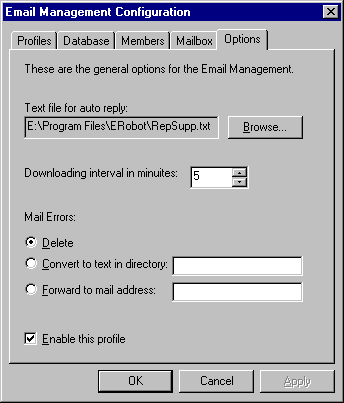 Email Management Configuration
Profiles Database Members Mailbox Options
These are the general options for the Email Management.
Text file for auto reply:
E:\Program Files\ERobot\RepSupp.txt Browse...
Downloading interval in minuites: 5
Mail Errors:
Delete
Convert to text in directory:
Forward to mail address:
Enable this profile
OK Cancel Apply